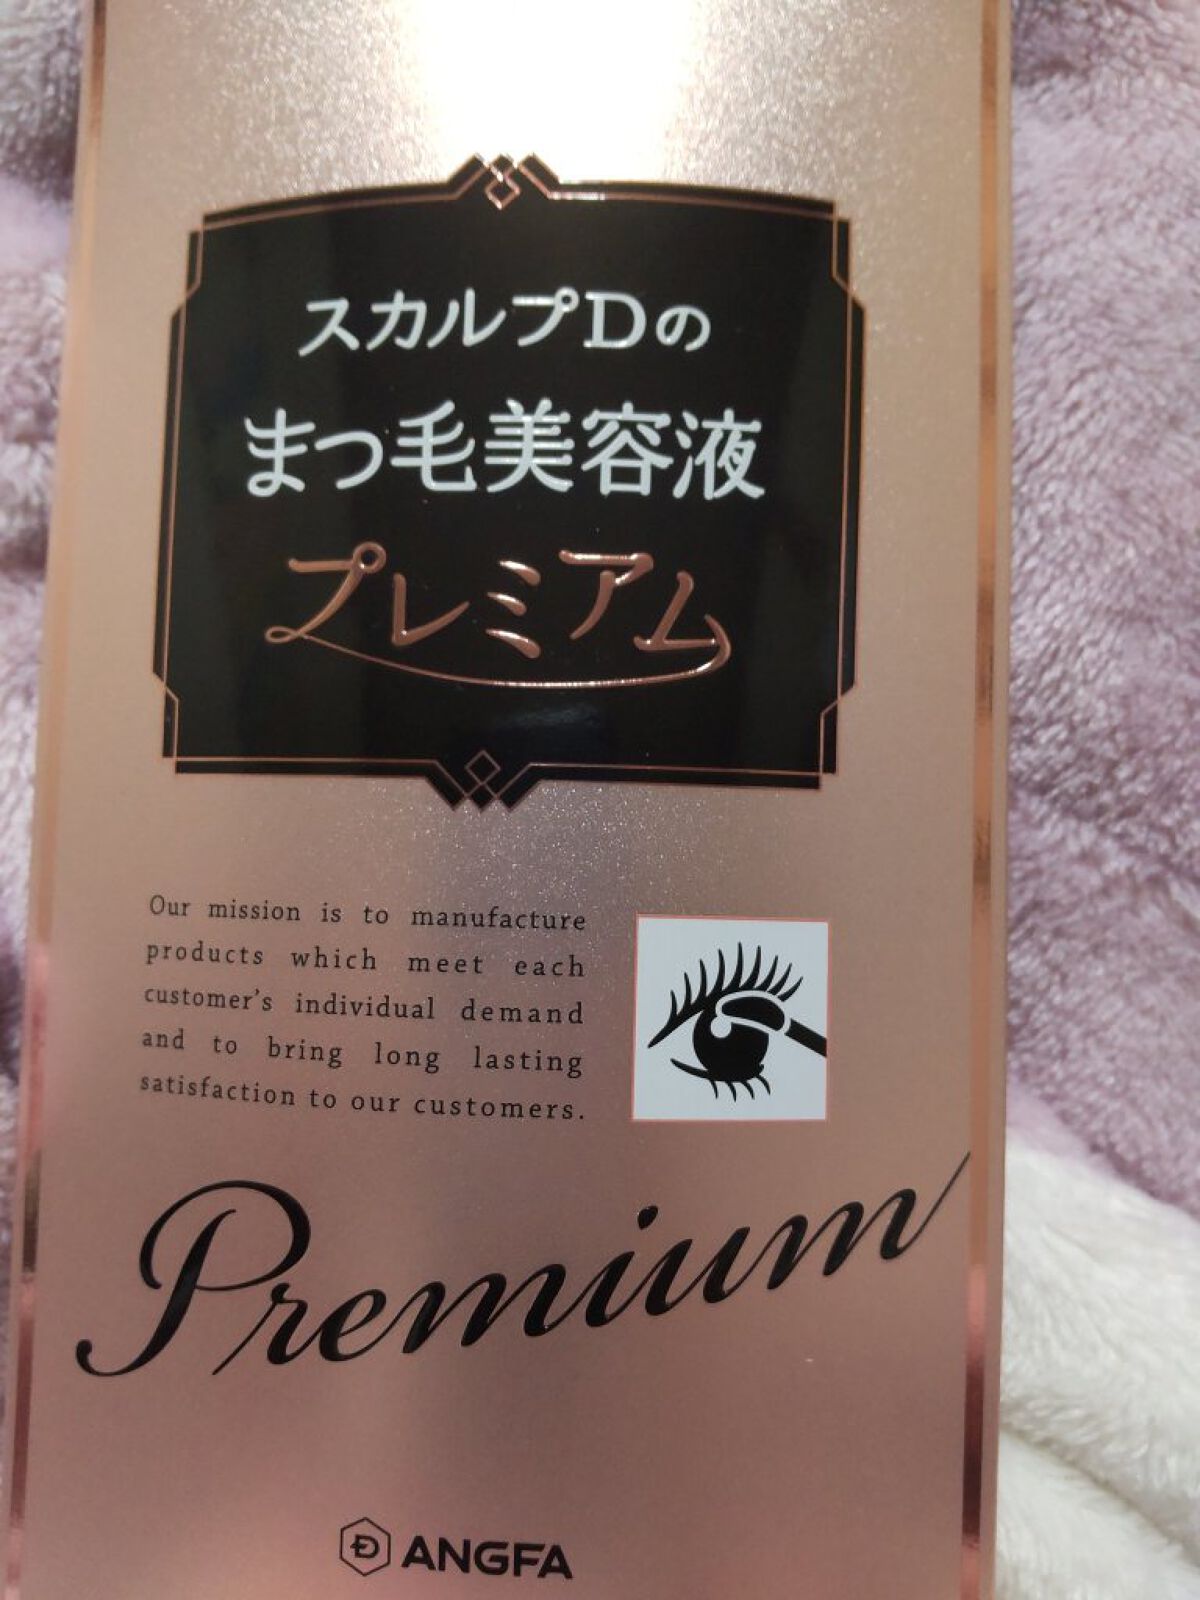 スカルプDの
まつ毛美容液
プレミアム
Our mission is to manufacture
products which meet each
customer's individual demand
and to bring long lasting
satisfaction to our customers.
Premium
ANGFA